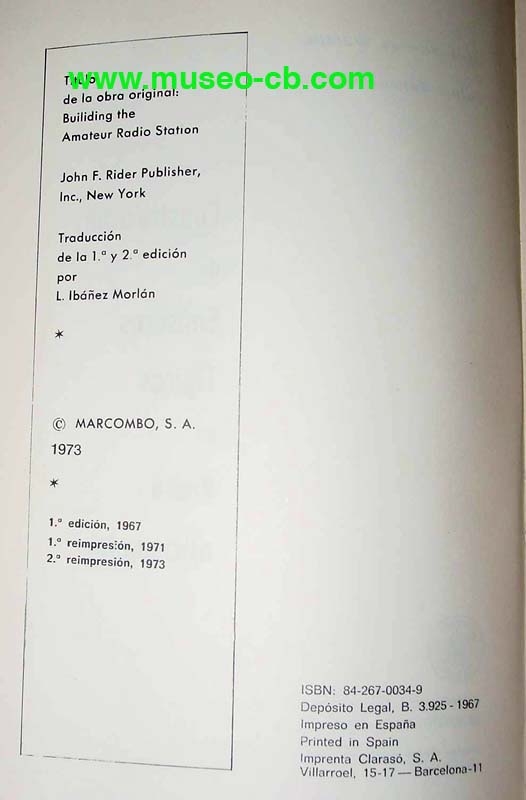 www.museo-cb.com
Título
de la obra original:
Builiding the
Amateur Radio Station
John F. Rider Publisher,
Inc., New York
Traducción
de la 1.ª y 2.ª edición
por
L. Ibáñez Morlán
*
© MARCOMBO, S. A.
1973
*
1.ª edición, 1967
1.ª reimpresión, 1971
2.ª reimpresión, 1973
ISBN: 84-267-0034-9
Depósito Legal, B. 3.925-1967
Impreso en España
Printed in Spain
Imprenta Clarasó, S. A.
Villarroel, 15-17 — Barcelona-11